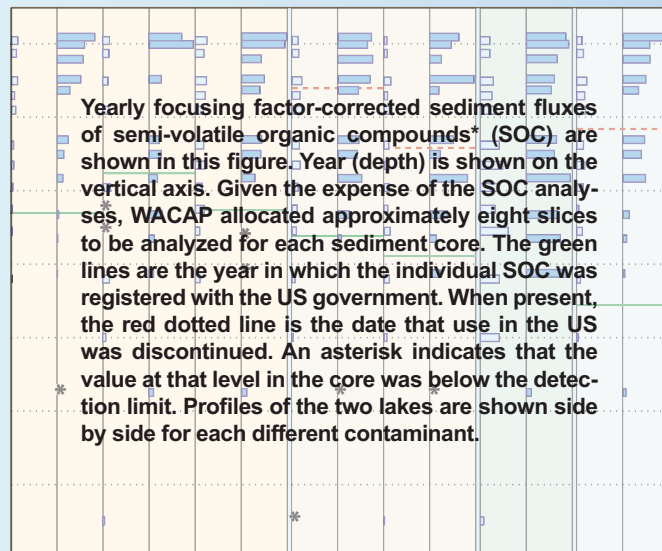 Yearly focusing factor-corrected sediment fluxes
of semi-volatile organic compounds* (SOC) are
shown in this figure. Year (depth) is shown on the
vertical axis. Given the expense of the SOC analy-
ses, WACAP allocated approximately eight slices
to be analyzed for each sediment core. The green
lines are the year in which the individual SOC was
registered with the US government. When present,
the red dotted line is the date that use in the US
was discontinued. An asterisk indicates that the
value at that level in the core was below the detec-
tion limit. Profiles of the two lakes are shown side
by side for each different contaminant.